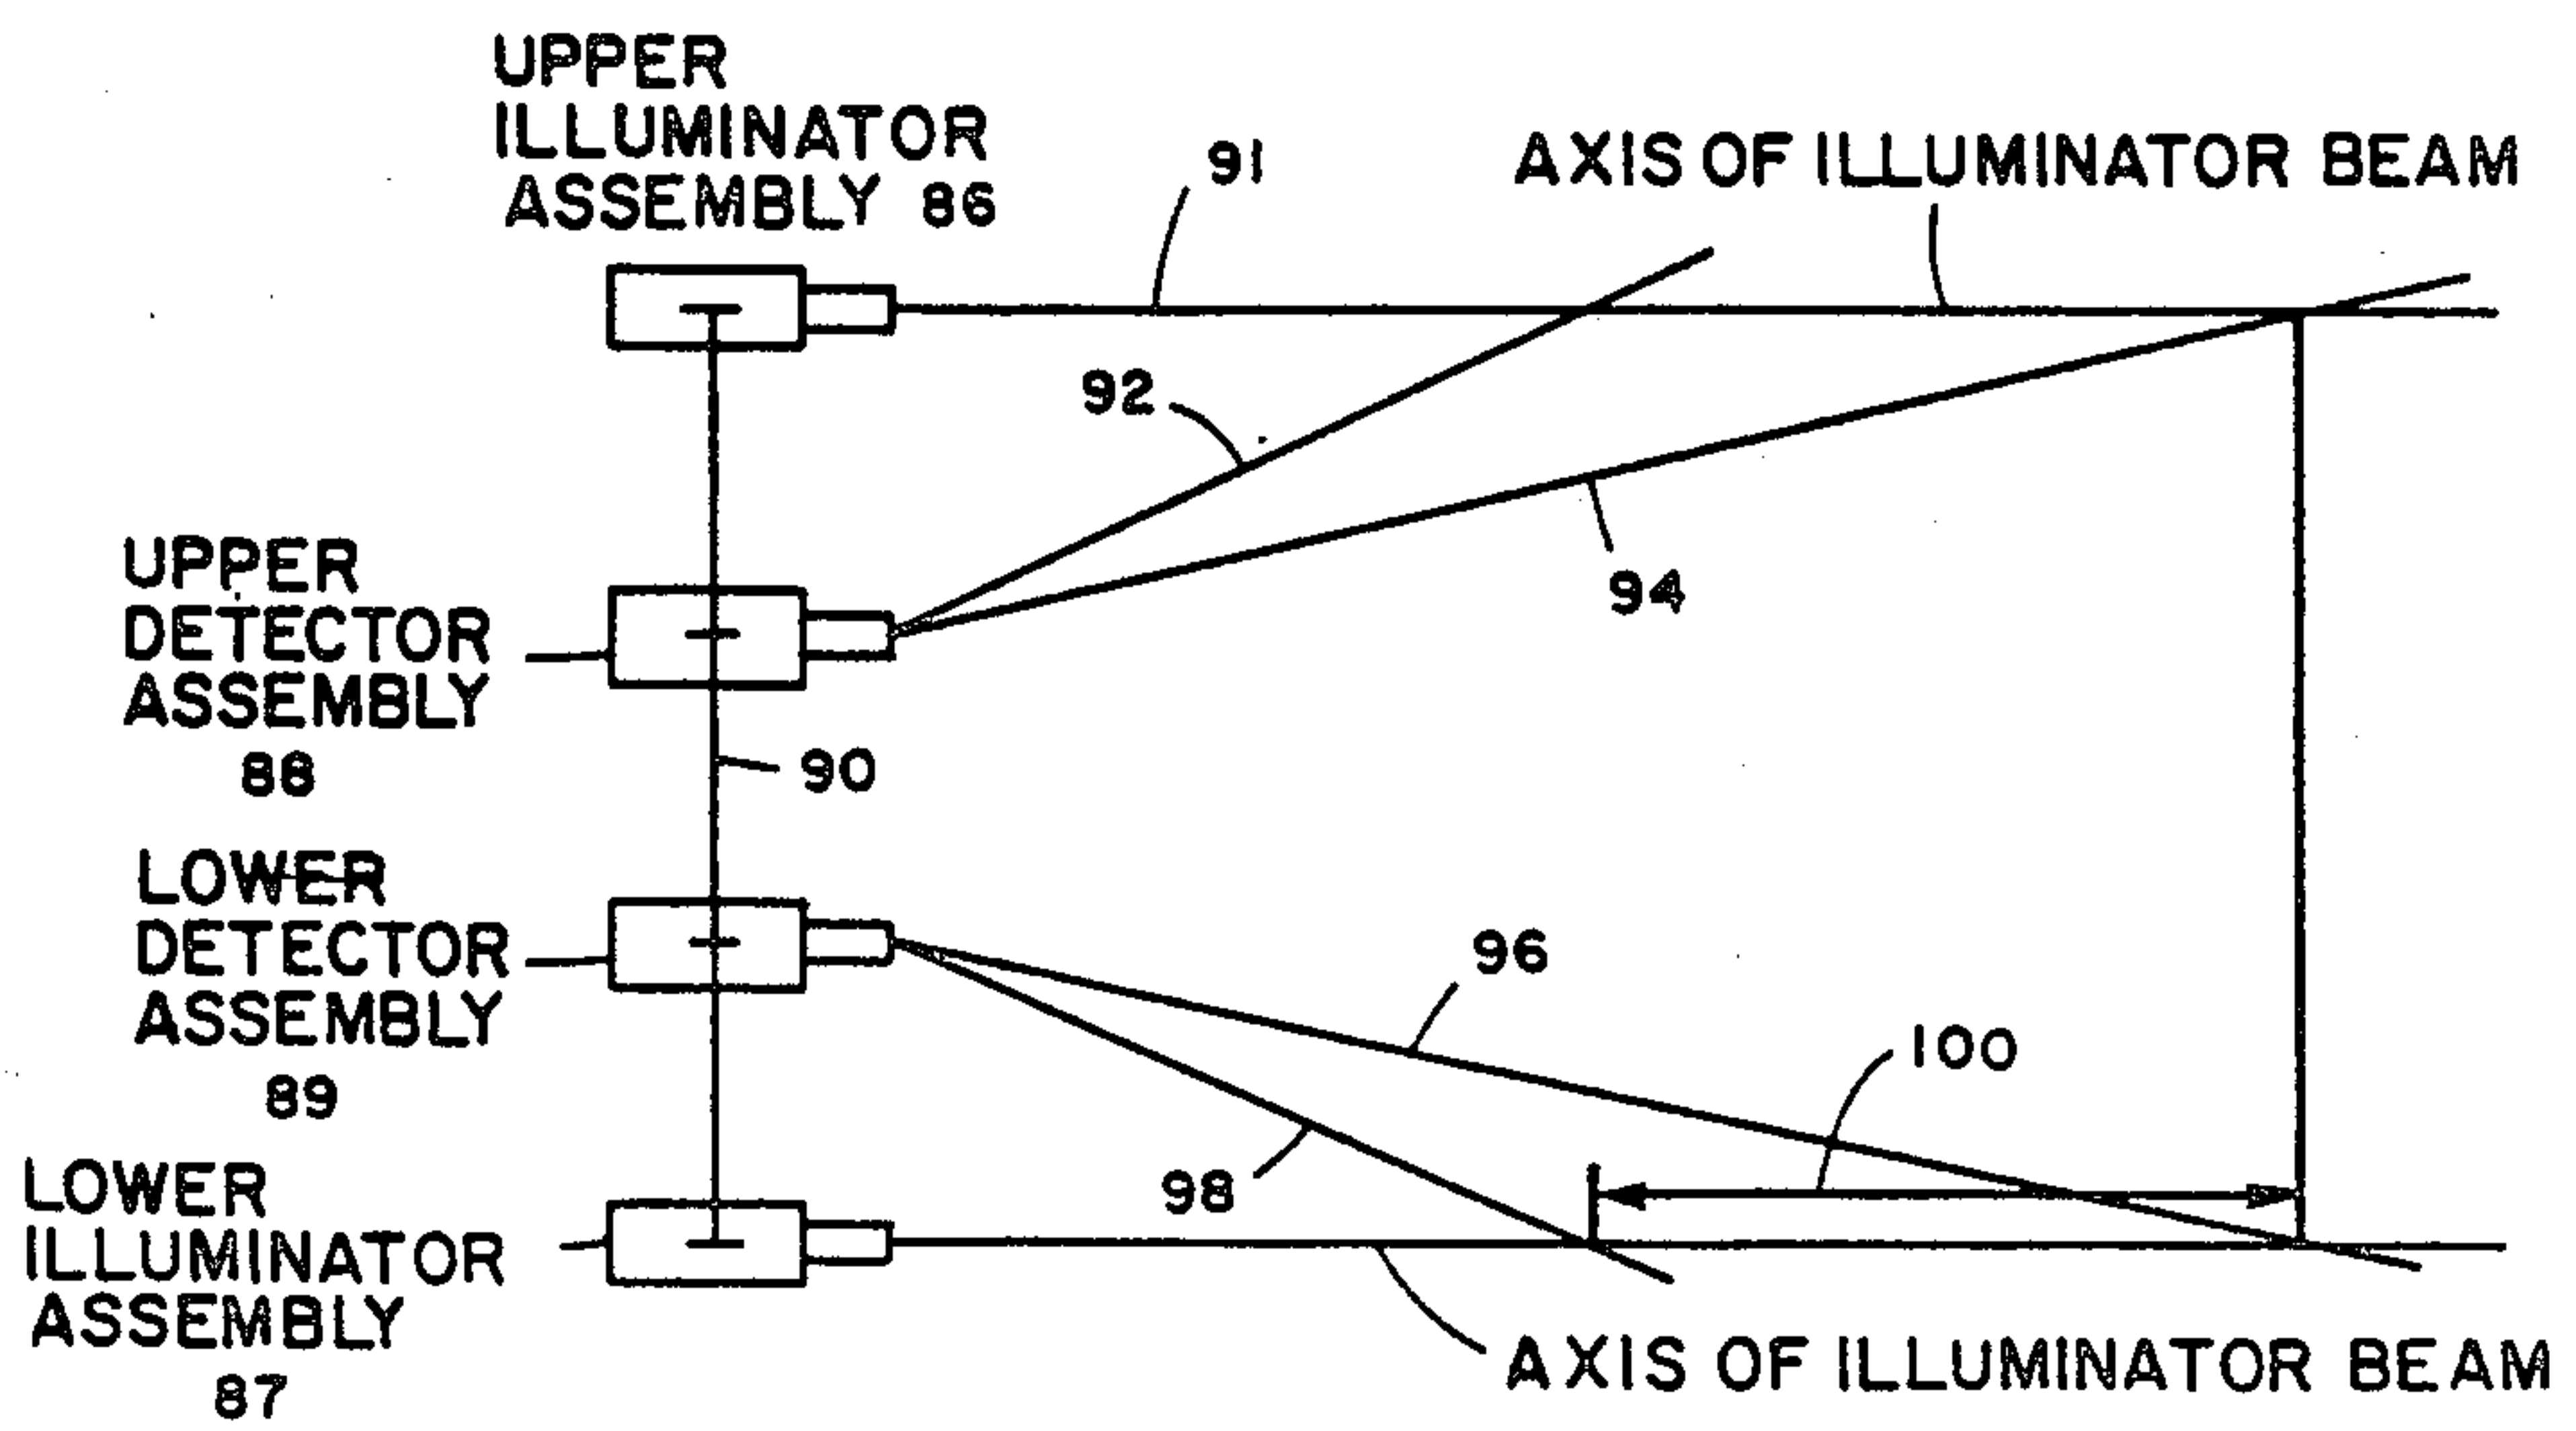 UPPER
ILLUMINATOR
ASSEMBLY 86
91
AXIS OF ILLUMINATOR BEAM
92
94
UPPER
DETECTOR
ASSEMBLY
88
90
LOWER
DETECTOR
ASSEMBLY
89
96
100
98
LOWER
ILLUMINATOR
ASSEMBLY
87
AXIS OF ILLUMINATOR BEAM